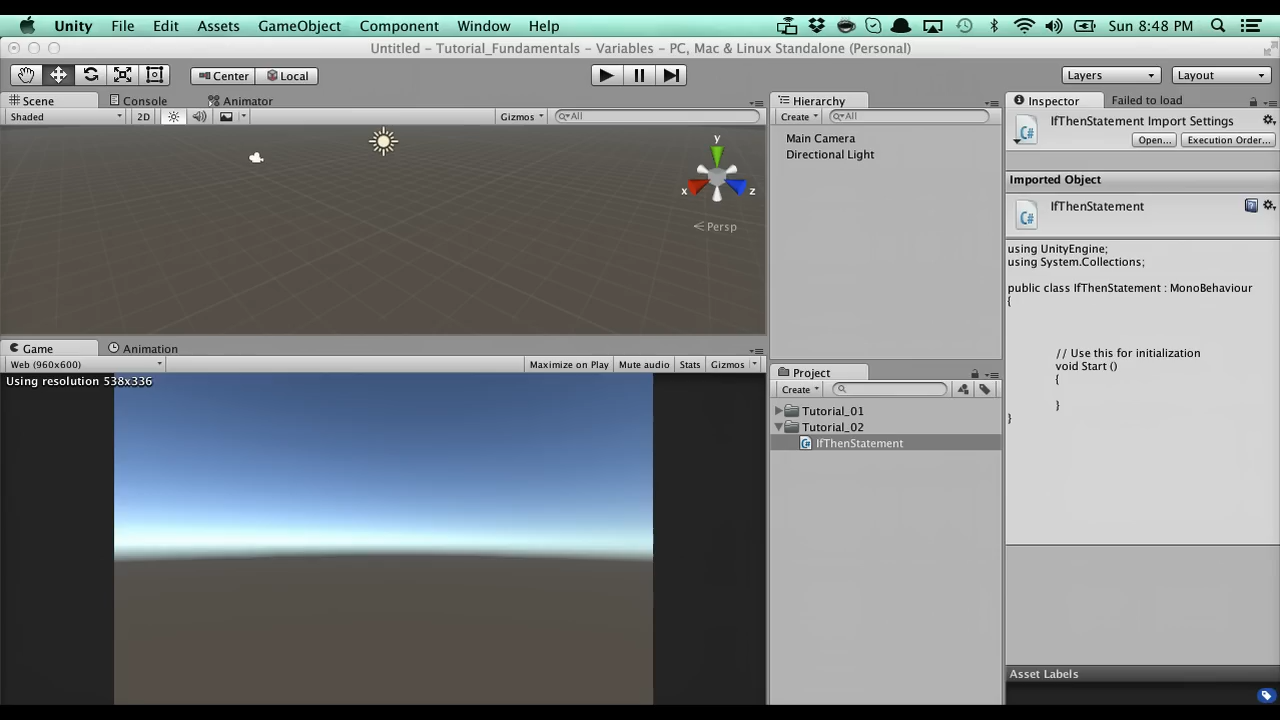 Unity File Edit Assets GameObject Component Window Help Sun 8:48 PM
Untitled – Tutorial_Fundamentals – Variables – PC, Mac & Linux Standalone (Personal)
Center Local Layers Layout
Scene Console Animator
Shaded 2D Gizmos All
y
x z
Persp
Game Animation
Web (960x600) Maximize on Play Mute audio Stats Gizmos
Using resolution 538x336
Hierarchy
Create All
Main Camera
Directional Light
Project
Create
Tutorial_01
Tutorial_02
C# IfThenStatement
Inspector Failed to load
C# IfThenStatement Import Settings
Open... Execution Order...
Imported Object
C# IfThenStatement
using UnityEngine;
using System.Collections;
public class IfThenStatement : MonoBehaviour
{
// Use this for initialization
void Start ()
{
}
}
Asset Labels